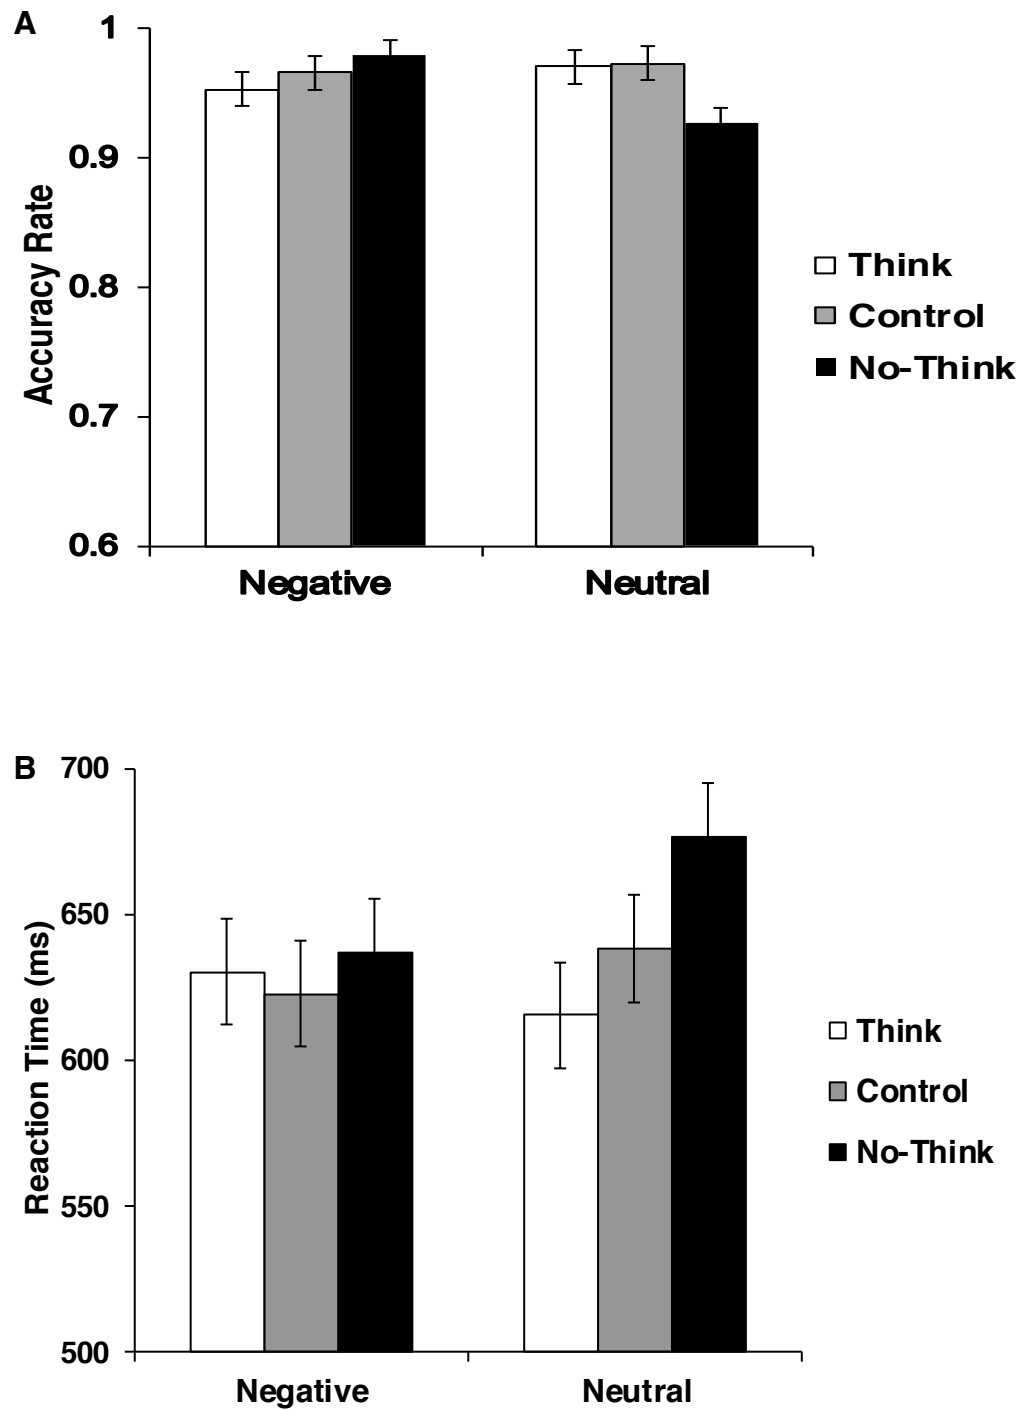 A
1
0.9
0.8
0.7
0.6
Accuracy Rate
Negative Neutral
Think
Control
No-Think
B
700
650
600
550
500
Reaction Time (ms)
Negative Neutral
Think
Control
No-Think